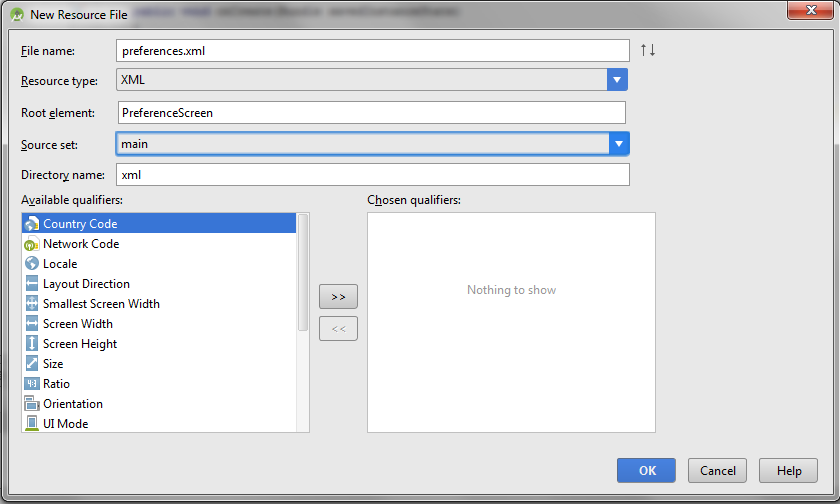 New Resource File
File name: preferences.xml
Resource type: XML
Root element: PreferenceScreen
Source set: main
Directory name: xml
Available qualifiers: Chosen qualifiers:
Country Code
Network Code
Locale
Layout Direction
Nothing to show
Smallest Screen Width
>>
Screen Width
<<
Screen Height
Size
4:3 Ratio
Orientation
UI Mode
OK Cancel Help